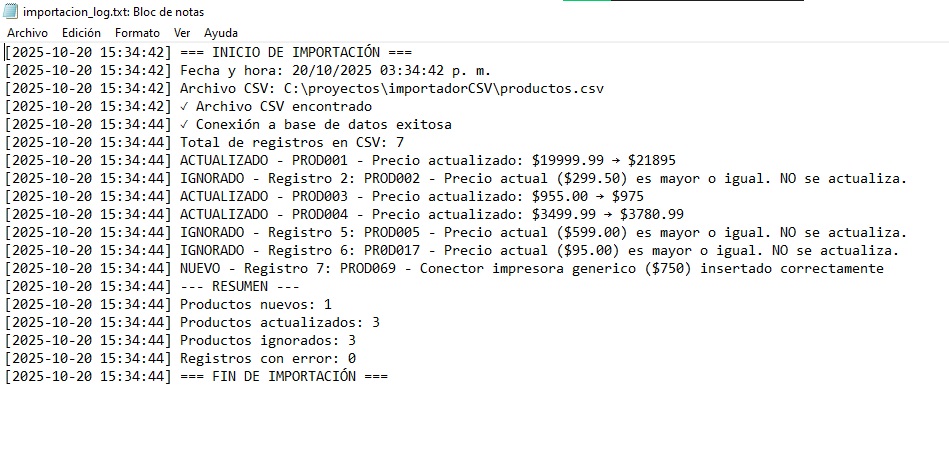 importacion_log.txt: Bloc de notas
Archivo Edición Formato Ver Ayuda
[2025-10-20 15:34:42] === INICIO DE IMPORTACIÓN ===
[2025-10-20 15:34:42] Fecha y hora: 20/10/2025 03:34:42 p. m.
[2025-10-20 15:34:42] Archivo CSV: C:\proyectos\importadorCSV\productos.csv
[2025-10-20 15:34:42] ✓ Archivo CSV encontrado
[2025-10-20 15:34:44] ✓ Conexión a base de datos exitosa
[2025-10-20 15:34:44] Total de registros en CSV: 7
[2025-10-20 15:34:44] ACTUALIZADO - PROD001 - Precio actualizado: $19999.99 → $21895
[2025-10-20 15:34:44] IGNORADO - Registro 2: PROD002 - Precio actual ($299.50) es mayor o igual. NO se actualiza.
[2025-10-20 15:34:44] ACTUALIZADO - PROD003 - Precio actualizado: $955.00 → $975
[2025-10-20 15:34:44] ACTUALIZADO - PROD004 - Precio actualizado: $3499.99 → $3780.99
[2025-10-20 15:34:44] IGNORADO - Registro 5: PROD005 - Precio actual ($599.00) es mayor o igual. NO se actualiza.
[2025-10-20 15:34:44] IGNORADO - Registro 6: PR0D017 - Precio actual ($95.00) es mayor o igual. NO se actualiza.
[2025-10-20 15:34:44] NUEVO - Registro 7: PROD069 - Conector impresora generico ($750) insertado correctamente
[2025-10-20 15:34:44] --- RESUMEN ---
[2025-10-20 15:34:44] Productos nuevos: 1
[2025-10-20 15:34:44] Productos actualizados: 3
[2025-10-20 15:34:44] Productos ignorados: 3
[2025-10-20 15:34:44] Registros con error: 0
[2025-10-20 15:34:44] === FIN DE IMPORTACIÓN ===